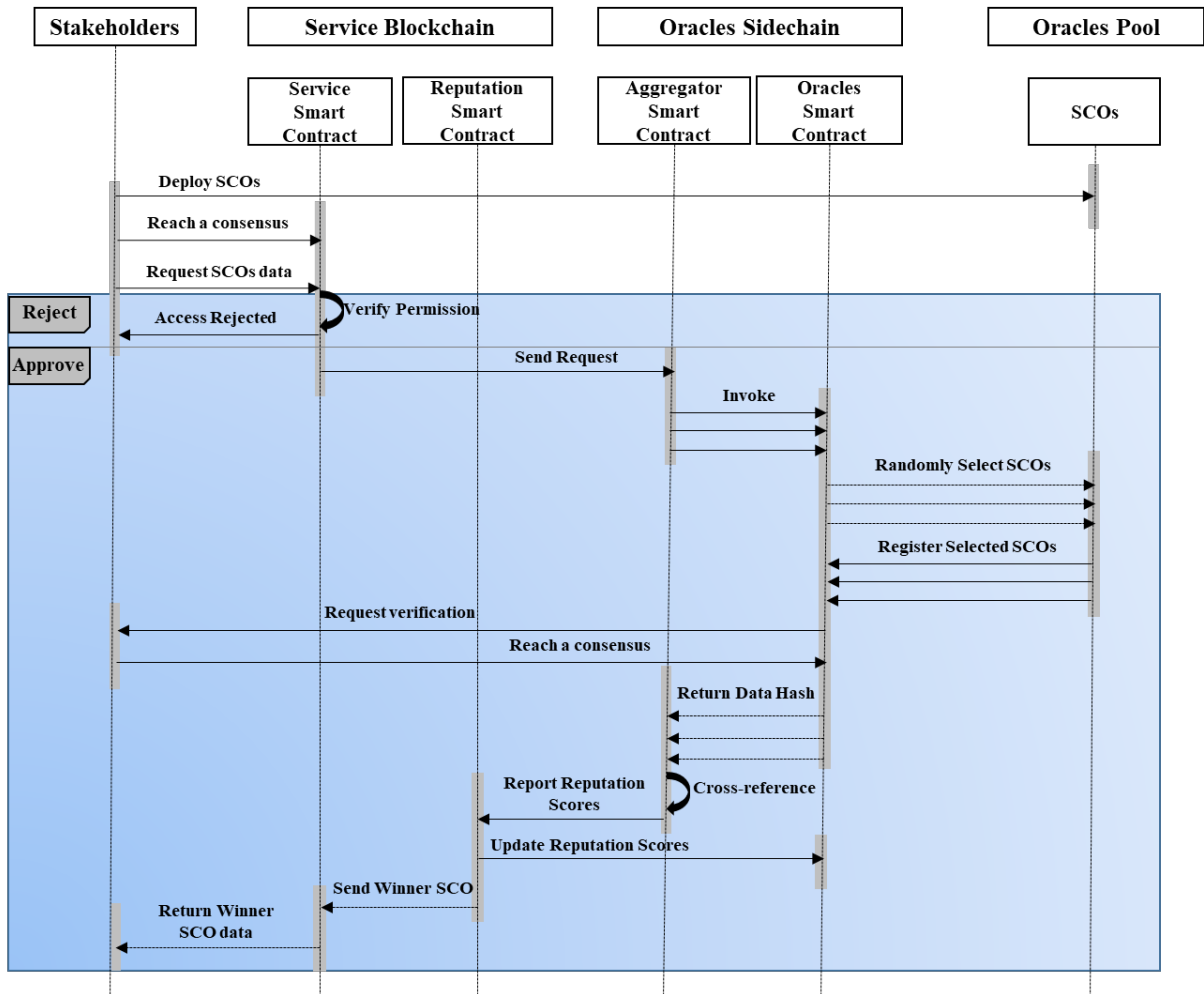 Stakeholders
Service Blockchain
Oracles Sidechain
Oracles Pool
Service
Smart
Contract
Reputation
Smart
Contract
Aggregator
Smart
Contract
Oracles
Smart
Contract
SCOs
Deploy SCOs
Reach a consensus
Request SCOs data
Reject
Verify Permission
Access Rejected
Approve
Send Request
Invoke
Randomly Select SCOs
Register Selected SCOs
Request verification
Reach a consensus
Return Data Hash
Report Reputation
Scores
Cross-reference
Update Reputation Scores
Send Winner SCO
Return Winner
SCO data